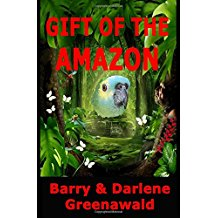 GIFT OF THE
AMAZON
Barry & Darlene
Greenawald